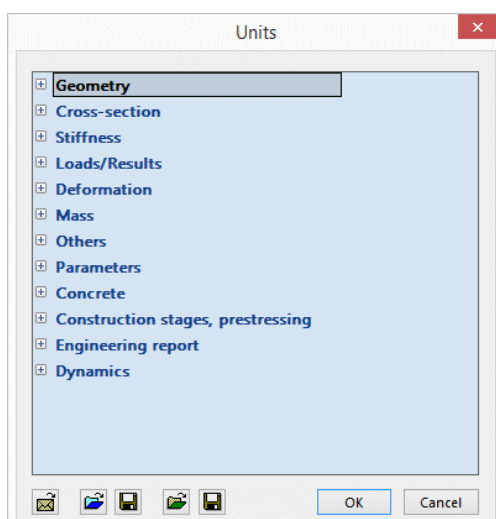 Units
Geometry
Cross-section
Stiffness
Loads/Results
Deformation
Mass
Others
Parameters
Concrete
Construction stages, prestressing
Engineering report
Dynamics
OK Cancel